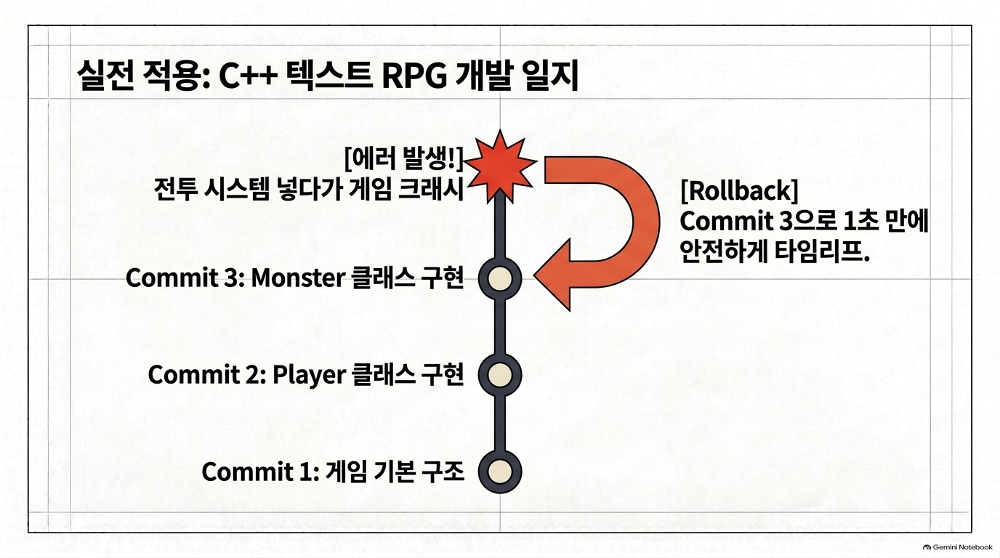 실전 적용: C++ 텍스트 RPG 개발 일지
[에러 발생!]
전투 시스템 넣다가 게임 크래시
[Rollback]
Commit 3으로 1초 만에
안전하게 타임리프.
Commit 3: Monster 클래스 구현
Commit 2: Player 클래스 구현
Commit 1: 게임 기본 구조
Gemini Notebook